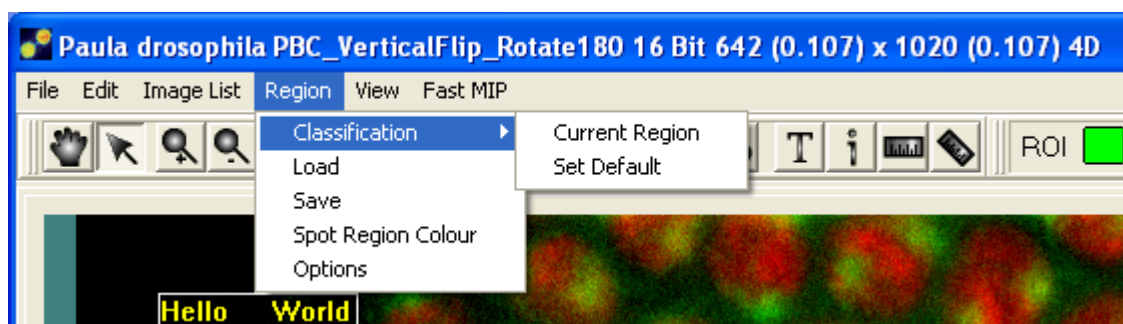 Paula drosophila PBC_VerticalFlip_Rotate180 16 Bit 642 (0.107) x 1020 (0.107) 4D
File Edit Image List Region View Fast MIP
Classification
Current Region
Load
Set Default
Save
Spot Region Colour
Options
T i ROI
Hello World